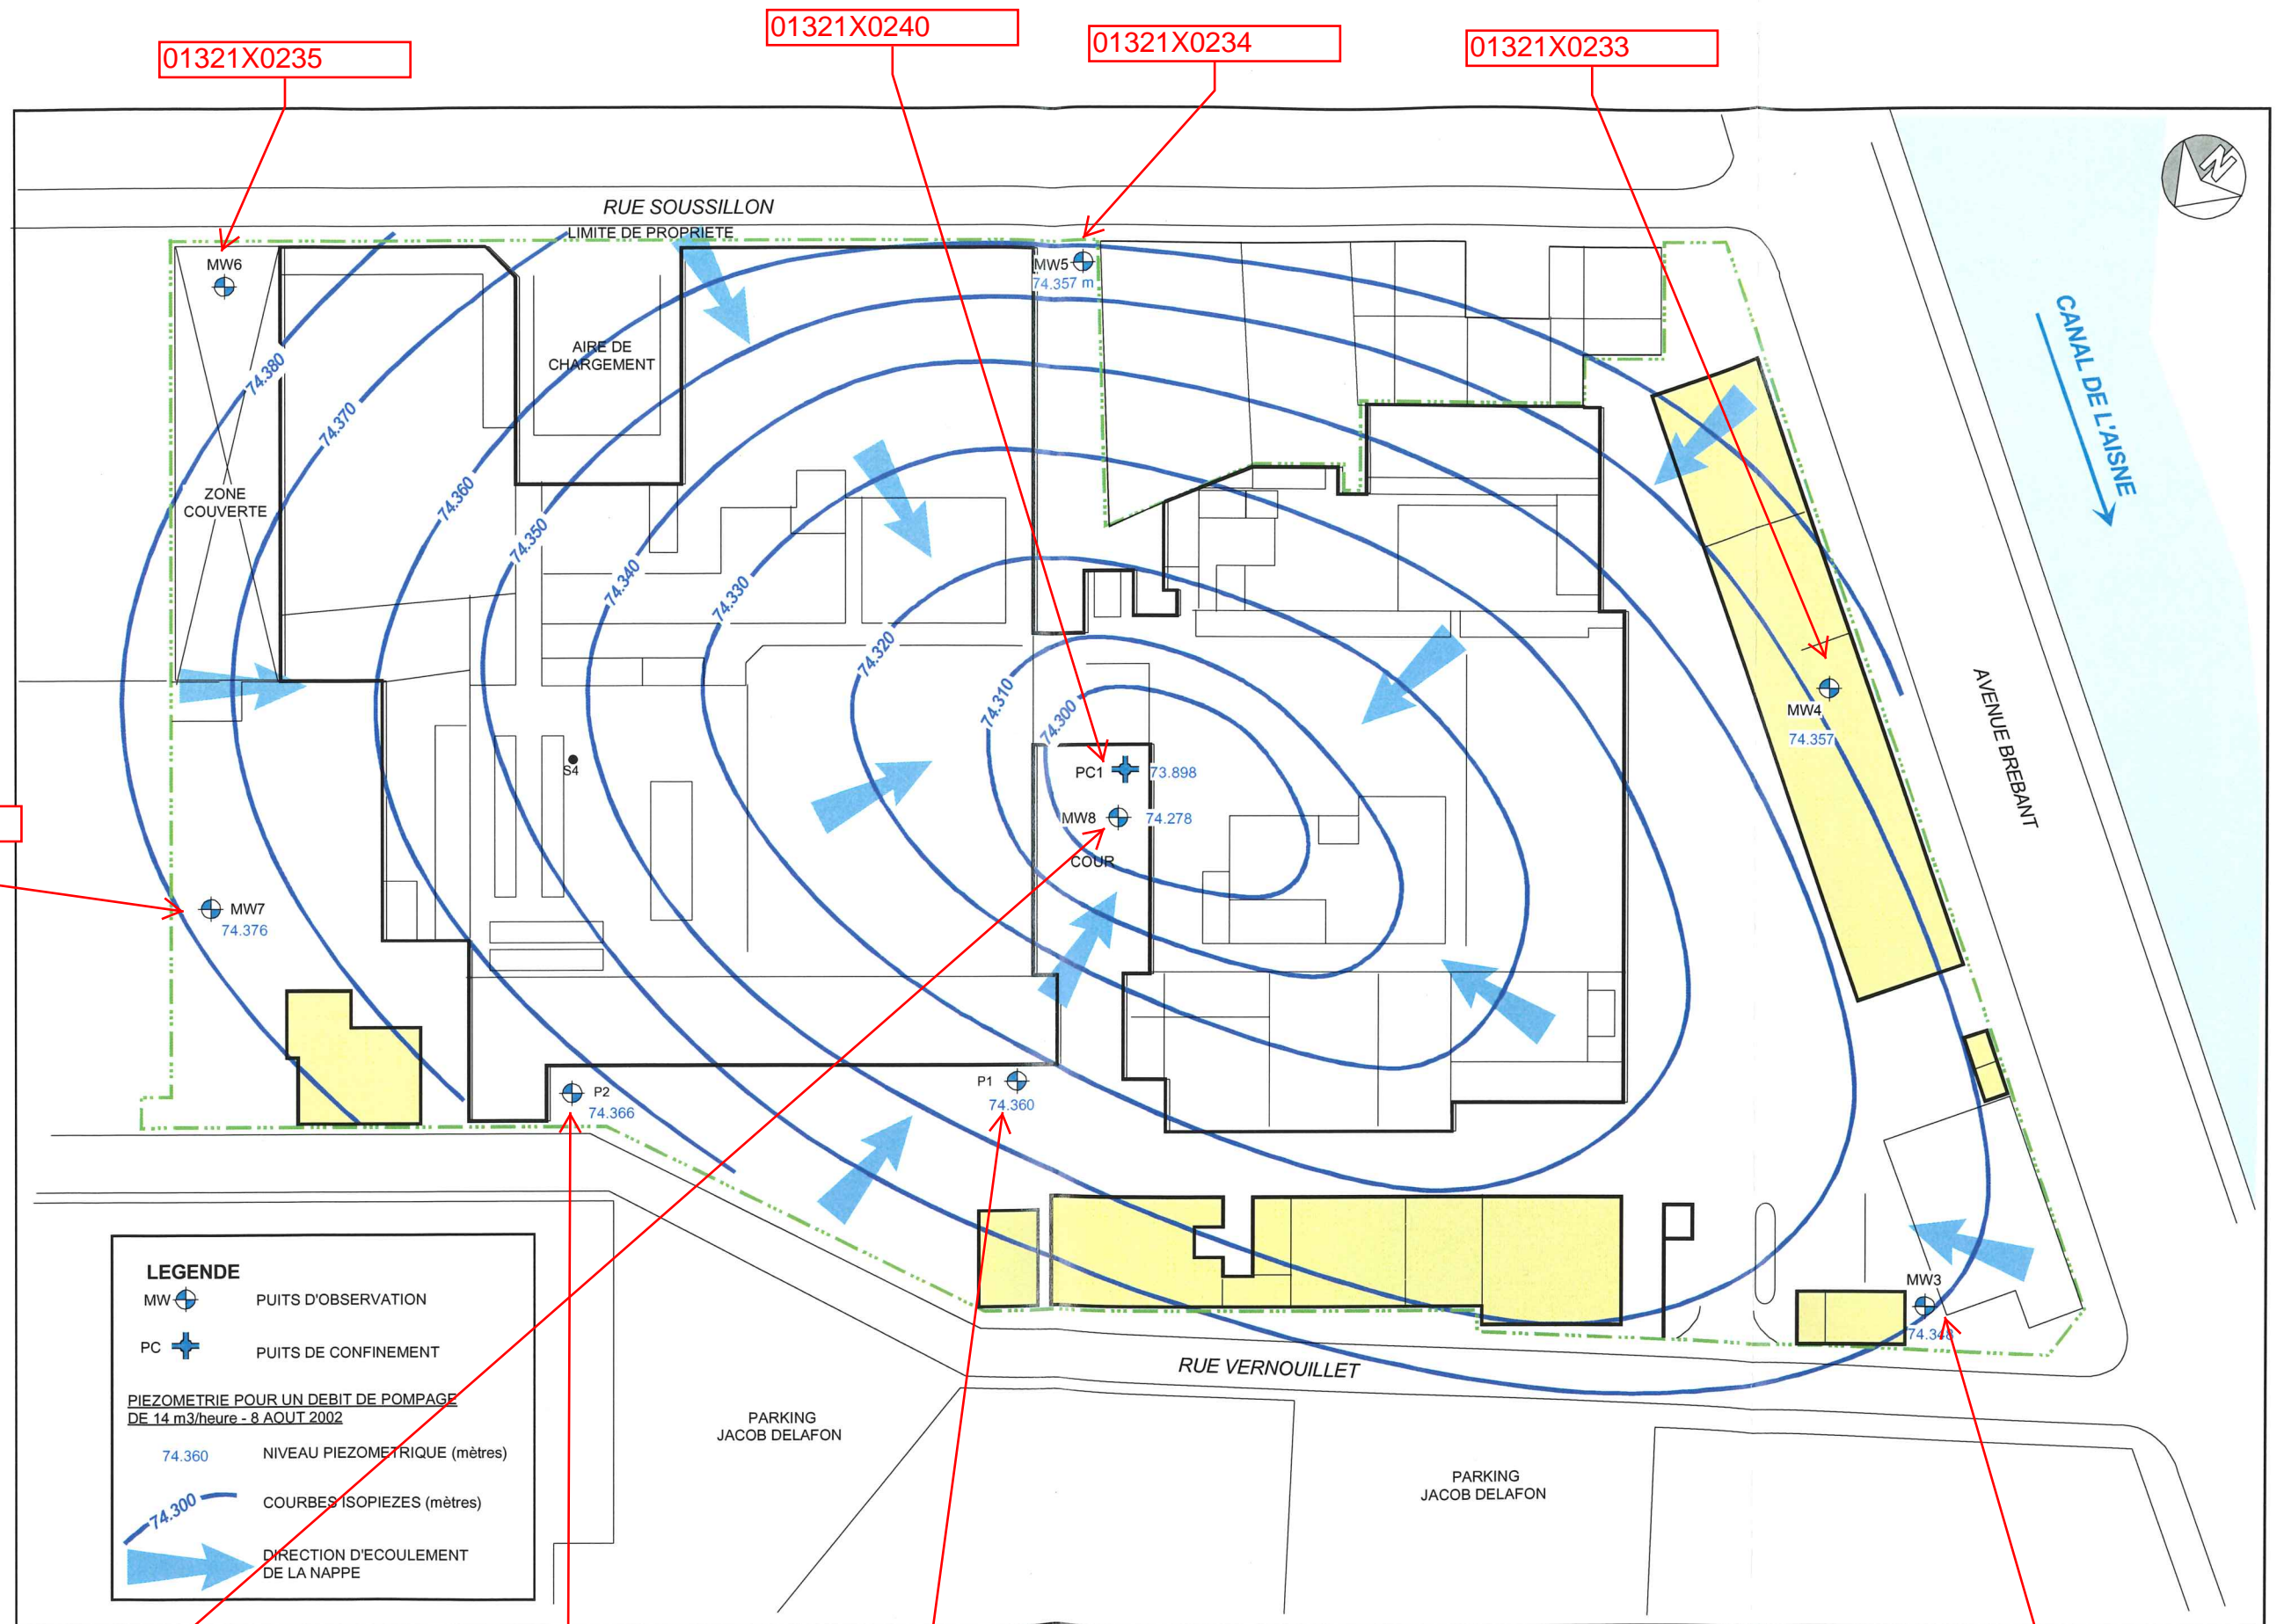 01321X0235
01321X0240
01321X0234
01321X0233
N
RUE SOUSSILLON
LIMITE DE PROPRIETE
MW6
MW5
74.357 m
AIRE DE
CHARGEMENT
CANAL DE L'AISNE
74.380
74.370
74.360
74.350
74.340
74.330
74.320
74.310
74.300
ZONE
COUVERTE
S4
PC1
73.898
MW8
74.278
COUR
MW4
74.357
AVENUE BREBANT
MW7
74.376
P2
74.366
P1
74.360
MW3
74.348
RUE VERNOUILLET
PARKING
JACOB DELAFON
PARKING
JACOB DELAFON
LEGENDE
MW
PUITS D'OBSERVATION
PC
PUITS DE CONFINEMENT
PIEZOMETRIE POUR UN DEBIT DE POMPAGE
DE 14 m3/heure - 8 AOUT 2002
74.360
NIVEAU PIEZOMETRIQUE (mètres)
74.300
COURBES ISOPIEZES (mètres)
DIRECTION D'ECOULEMENT
DE LA NAPPE